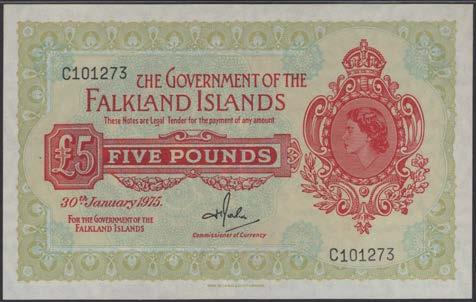 C101273
THE GOVERNMENT OF THE
FALKLAND ISLANDS
These Notes are Legal Tender for the payment of any amount
£5
FIVE POUNDS
30th January 1975.
FOR THE GOVERNMENT OF THE
FALKLAND ISLANDS
Commissioner of Currency
C101273